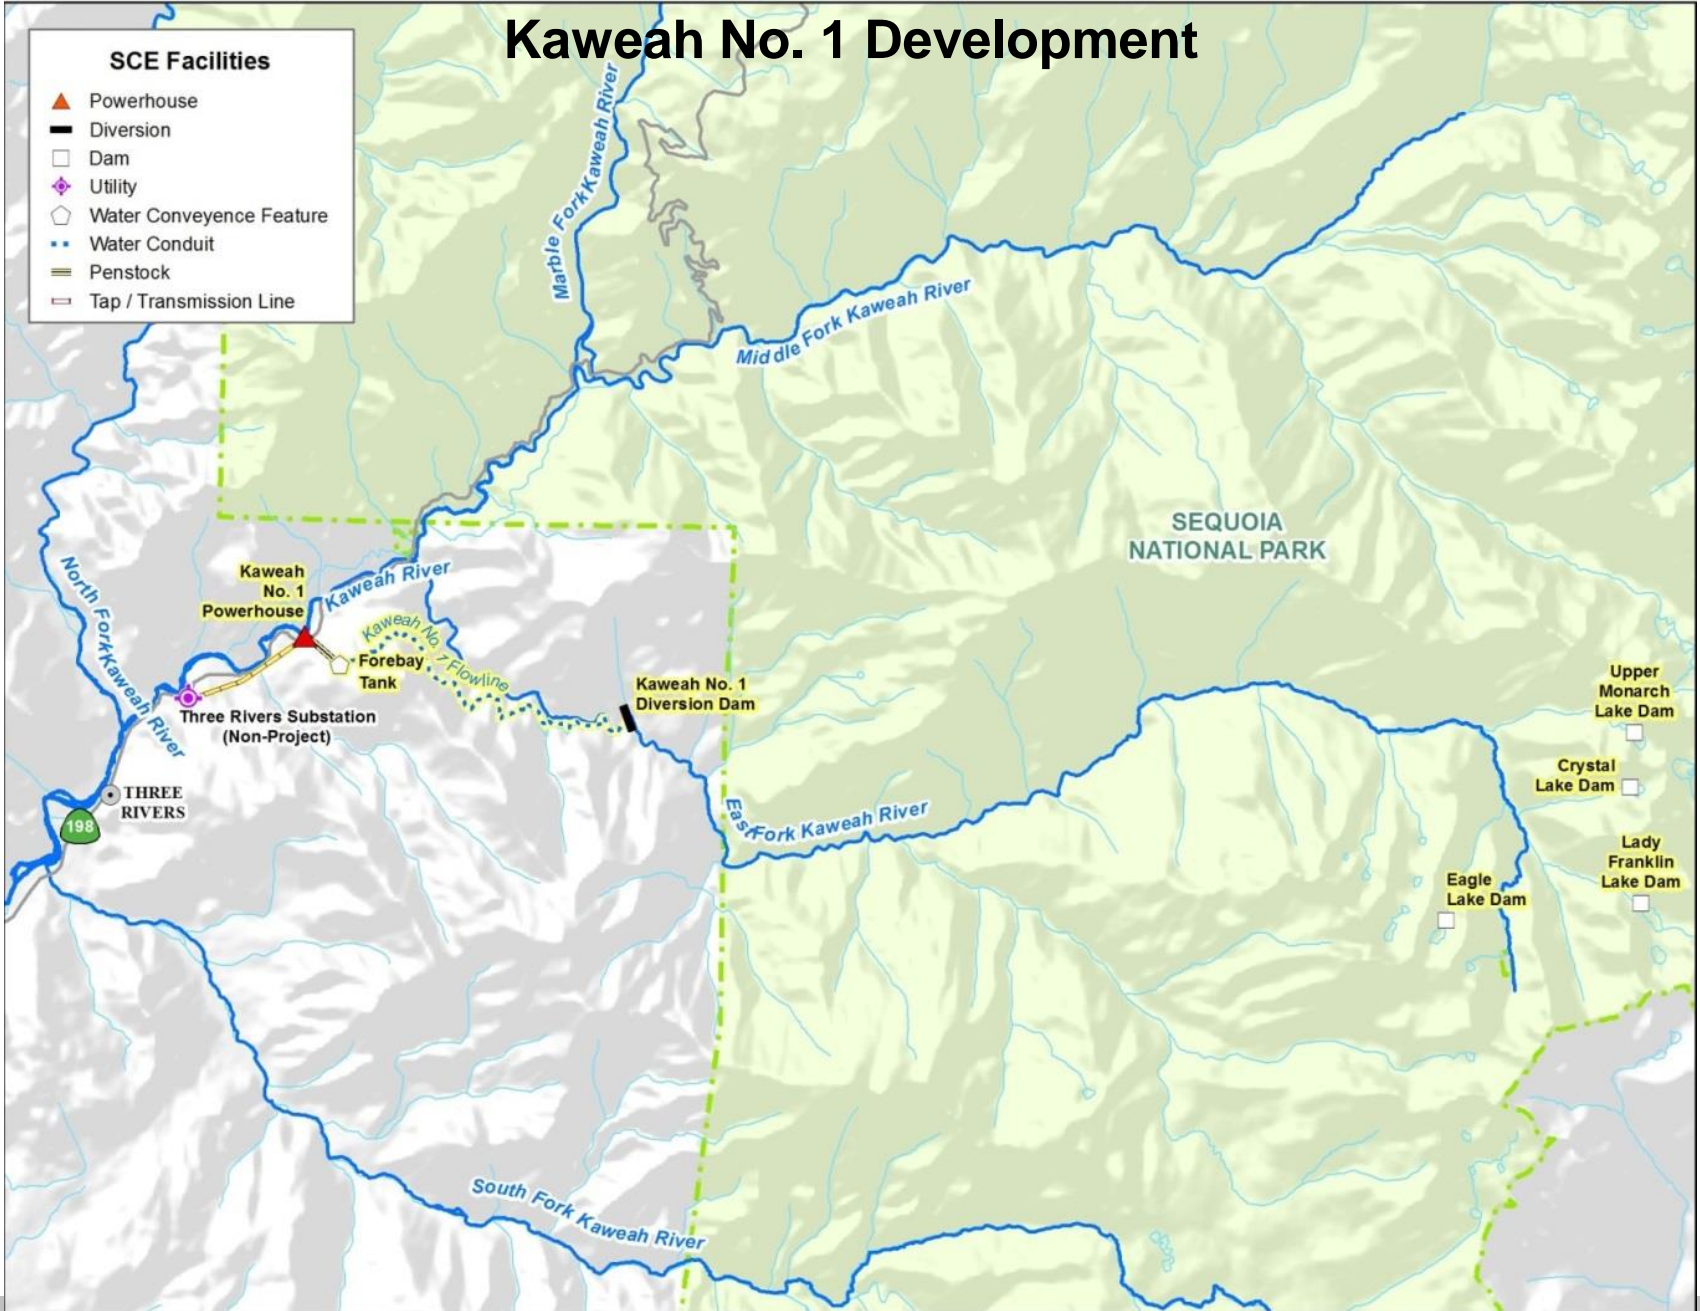 Kaweah No. 1 Development
SCE Facilities
Powerhouse
Diversion
Dam
Utility
Water Conveyence Feature
Water Conduit
Penstock
Tap / Transmission Line
Marble Fork Kaweah River
Middle Fork Kaweah River
SEQUOIA
NATIONAL PARK
North Fork Kaweah River
Kaweah
No. 1
Powerhouse
Kaweah River
Kaweah No. 1 Flowline
Forebay
Tank
Kaweah No. 1
Diversion Dam
Three Rivers Substation
(Non-Project)
THREE
RIVERS
198
East Fork Kaweah River
Upper
Monarch
Lake Dam
Crystal
Lake Dam
Lady
Franklin
Lake Dam
Eagle
Lake Dam
South Fork Kaweah River